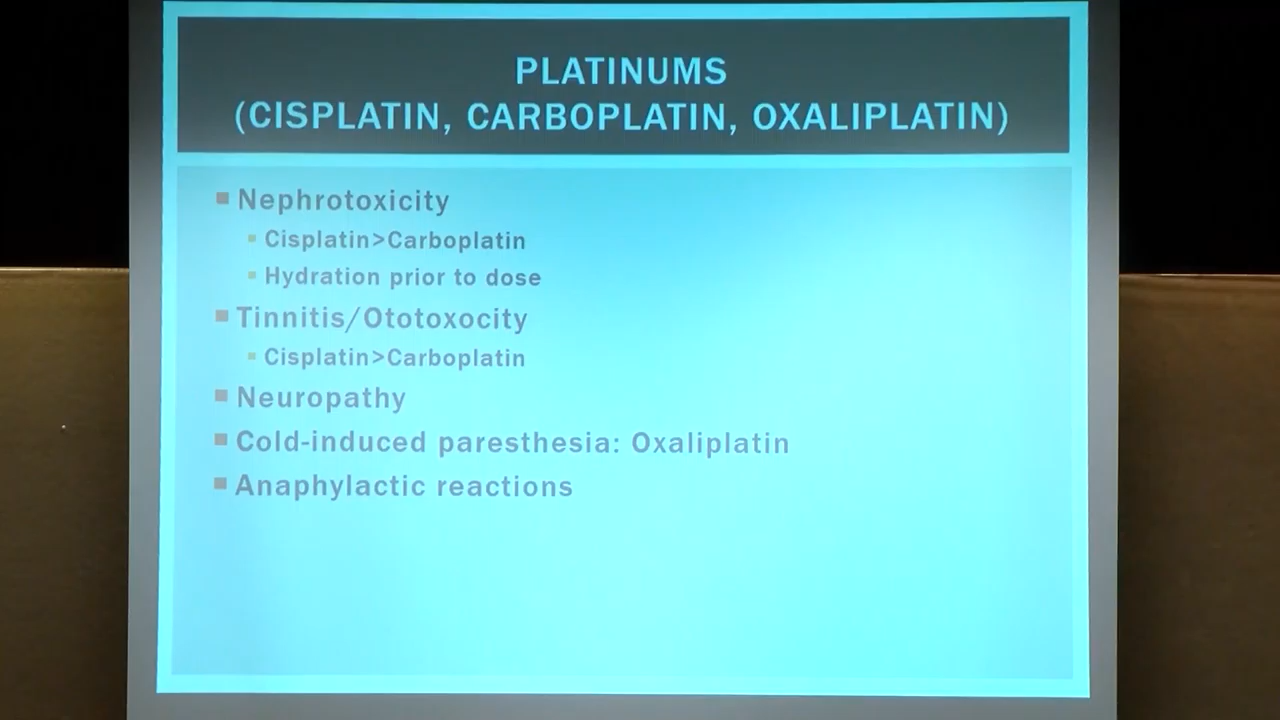 PLATINUMS
(CISPLATIN, CARBOPLATIN, OXALIPLATIN)
Nephrotoxicity
Cisplatin>Carboplatin
Hydration prior to dose
Tinnitis/Ototoxocity
Cisplatin>Carboplatin
Neuropathy
Cold-induced paresthesia: Oxaliplatin
Anaphylactic reactions